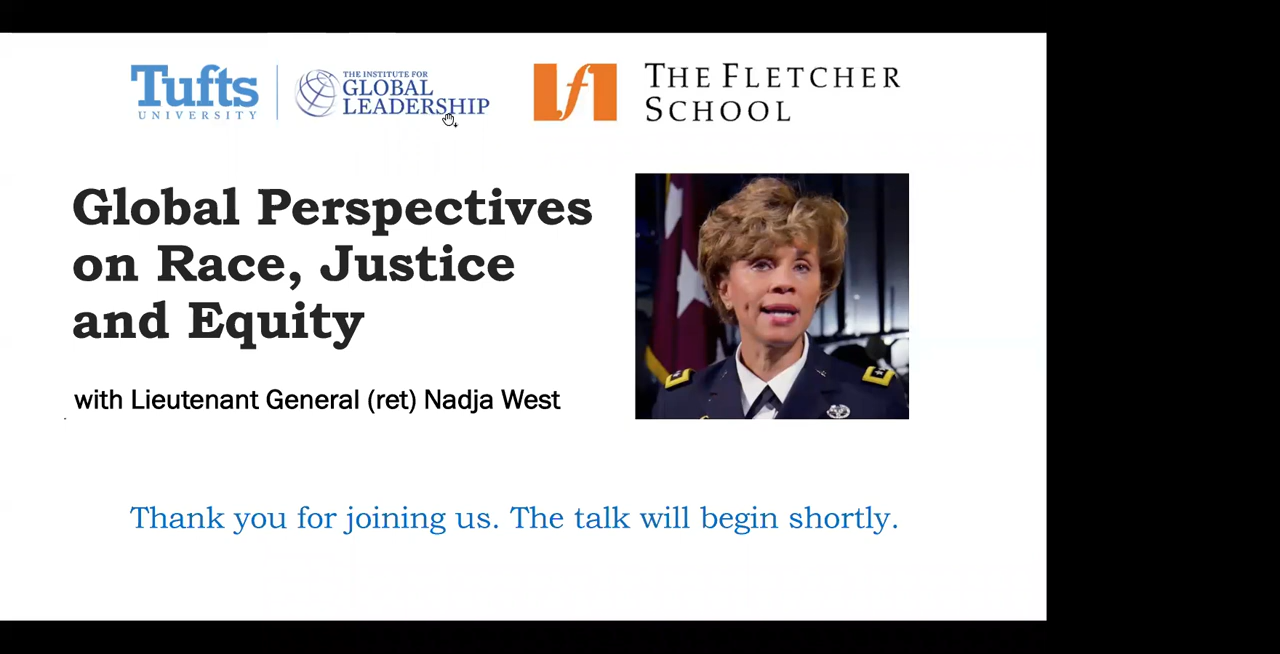 Tufts
UNIVERSITY
THE INSTITUTE FOR
GLOBAL
LEADERSHIP
f
THE FLETCHER
SCHOOL
Global Perspectives
on Race, Justice
and Equity
with Lieutenant General (ret) Nadja West
Thank you for joining us. The talk will begin shortly.